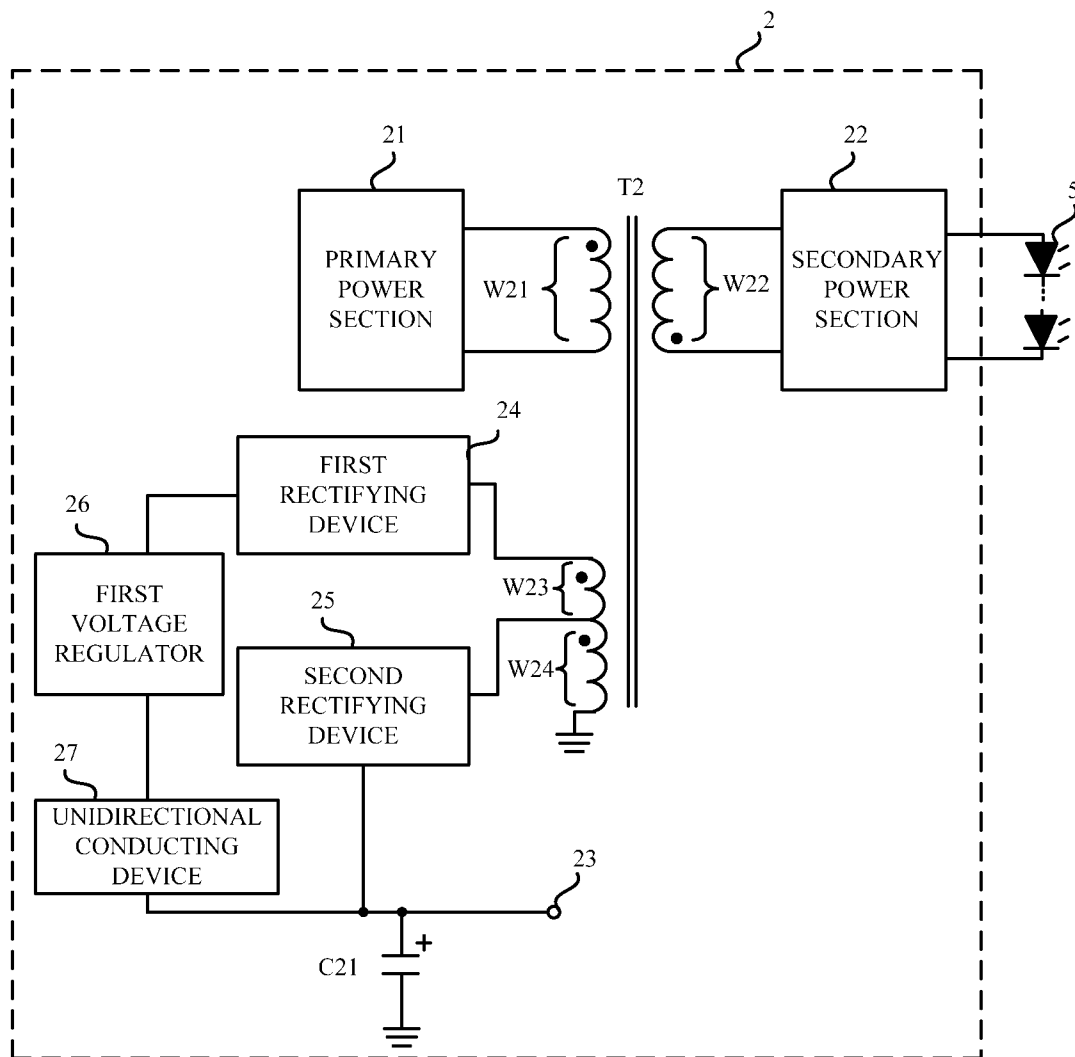 2
21
22
T2
5
PRIMARY
POWER
SECTION
W21
W22
SECONDARY
POWER
SECTION
24
FIRST
RECTIFYING
DEVICE
26
FIRST
VOLTAGE
REGULATOR
W23
25
W24
SECOND
RECTIFYING
DEVICE
27
UNIDIRECTIONAL
CONDUCTING
DEVICE
23
+
C21